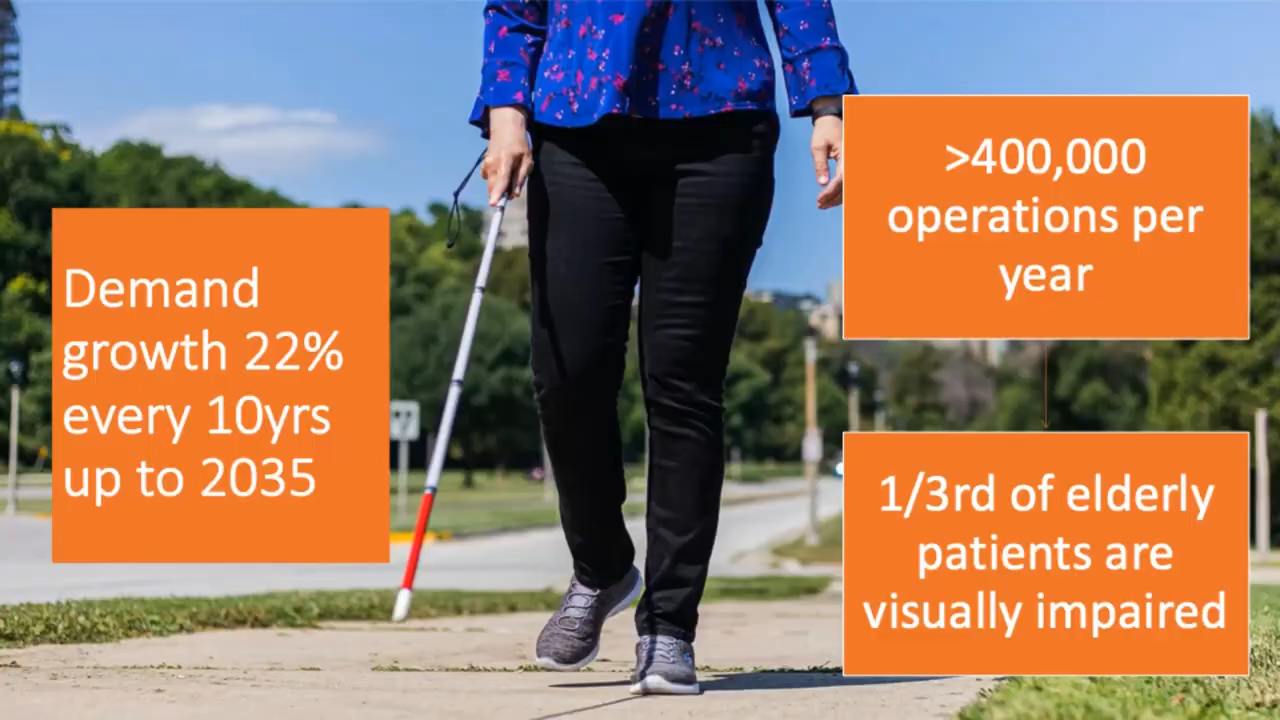 Demand
growth 22%
every 10yrs
up to 2035
>400,000
operations per
year
1/3rd of elderly
patients are
visually impaired